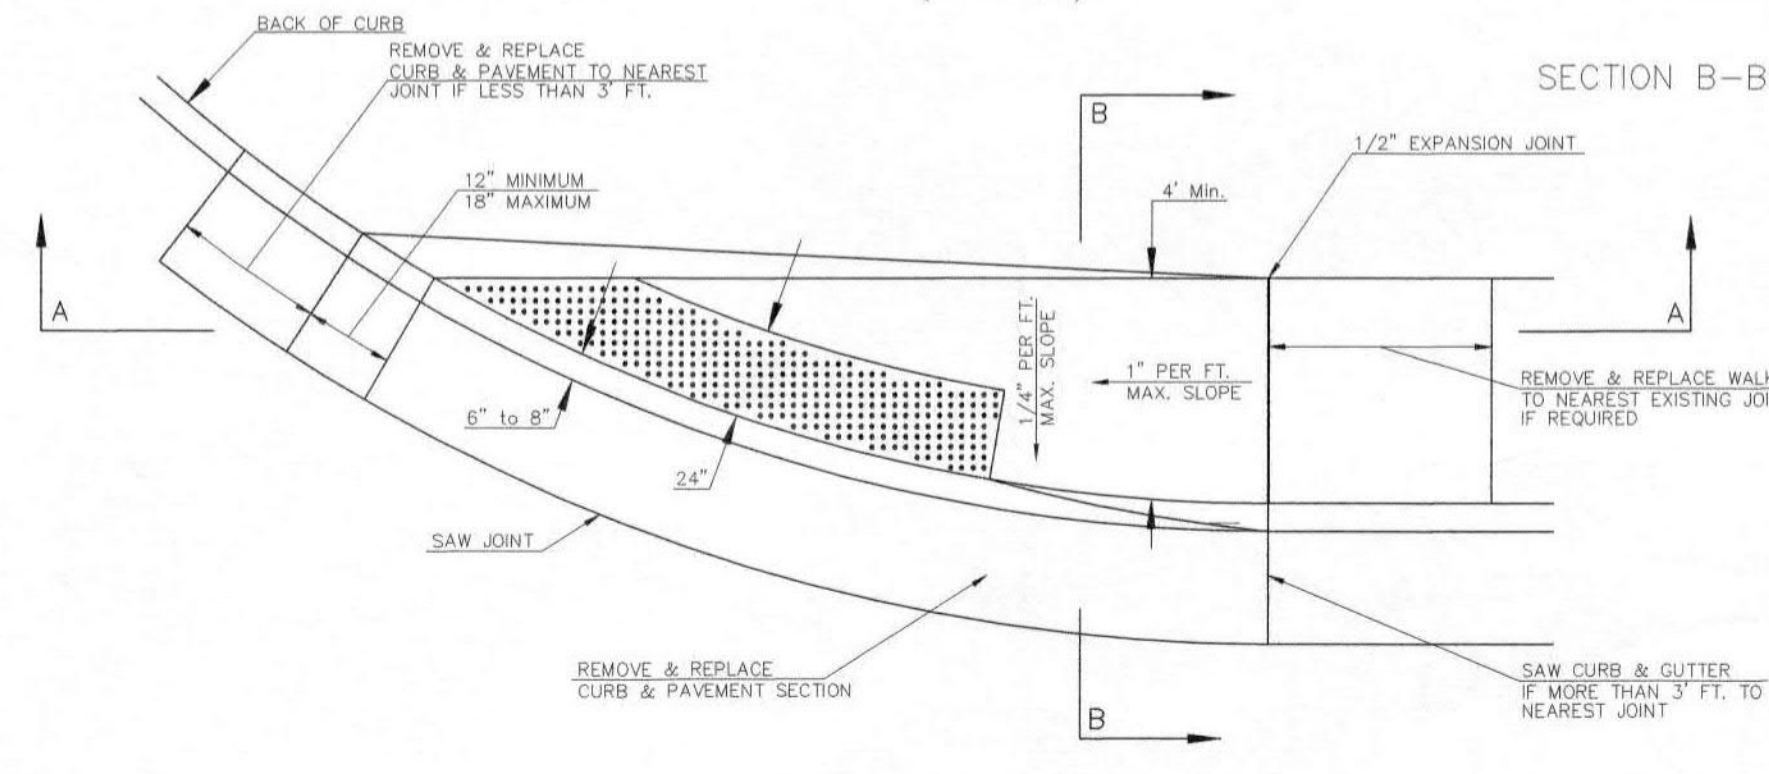 BACK OF CURB
REMOVE & REPLACE
CURB & PAVEMENT TO NEAREST
JOINT IF LESS THAN 3' FT.
SECTION B-B
B
1/2" EXPANSION JOINT
12" MINIMUM
18" MAXIMUM
4' Min.
A
A
1/4" PER FT.
MAX. SLOPE
1" PER FT.
MAX. SLOPE
REMOVE & REPLACE
TO NEAREST EXISTING
IF REQUIRED
6" to 8"
24"
SAW JOINT
REMOVE & REPLACE
CURB & PAVEMENT SECTION
SAW CURB & GUTTER
IF MORE THAN 3' FT. TO
NEAREST JOINT
B